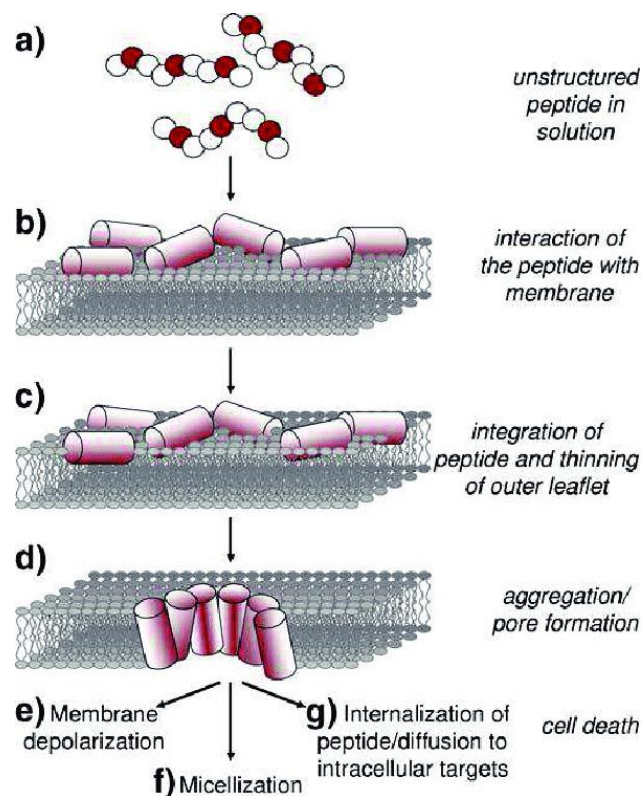 a)
unstructured
peptide in
solution
b)
interaction of
the peptide with
membrane
c)
integration of
peptide and thinning
of outer leaflet
d)
aggregation/
pore formation
e) Membrane
depolarization
f) Micellization
g) Internalization of
peptide/diffusion to
intracellular targets
cell death